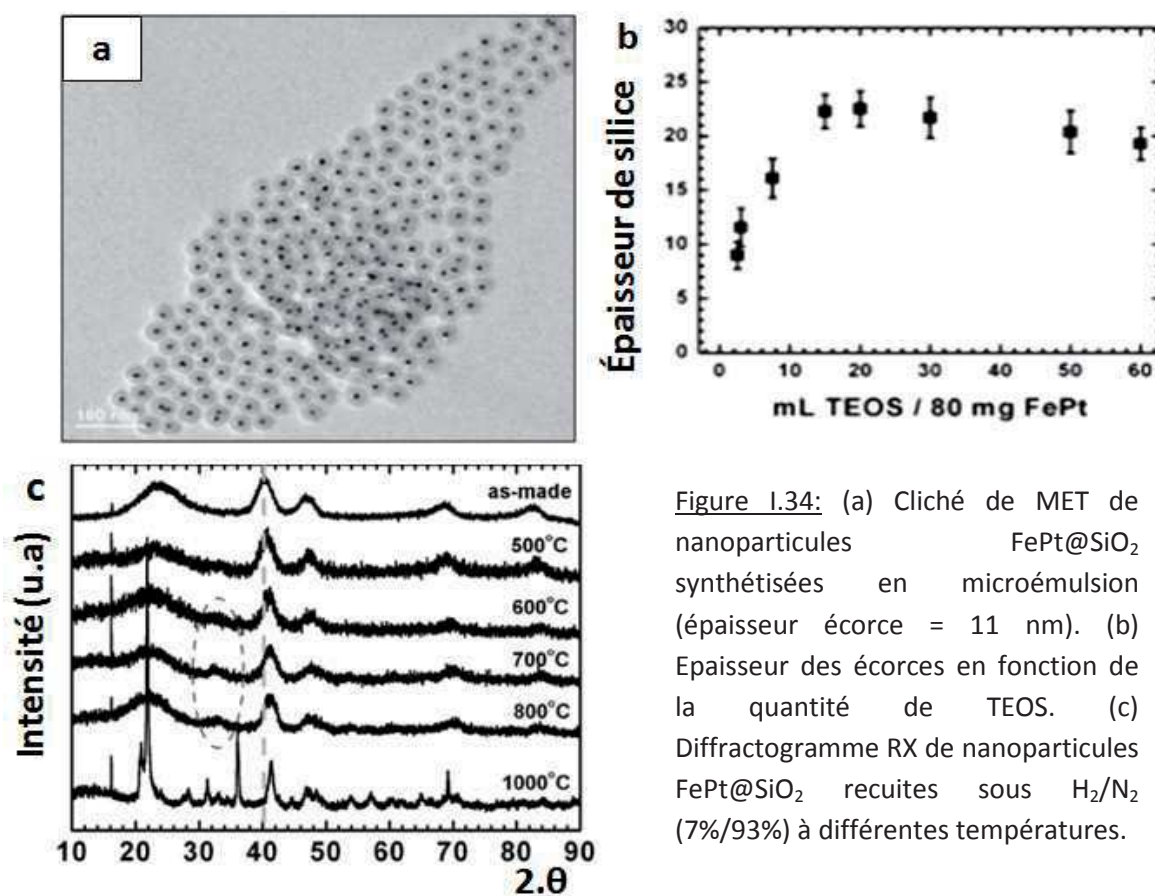 a
100 nm
b
Épaisseur de silice
30
25
20
15
10
5
0
0 10 20 30 40 50 60
mL TEOS / 80 mg FePt
c
Intensité (u.a)
as-made
500°C
600°C
700°C
800°C
1000°C
10 20 30 40 50 60 70 80 90
2.θ
Figure I.34: (a) Cliché de MET de
nanoparticules FePt@SiO₂
synthétisées en microémulsion
(épaisseur écorce = 11 nm). (b)
Epaisseur des écorces en fonction de
la quantité de TEOS. (c)
Diffractogramme RX de nanoparticules
FePt@SiO₂ recuites sous H₂/N₂
(7%/93%) à différentes températures.